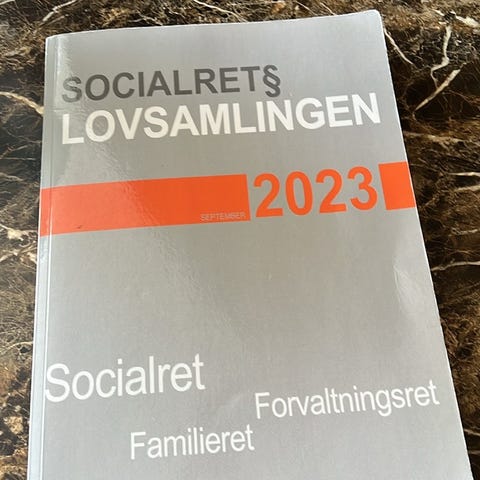 SOCIALRET§
LOVSAMLINGEN
SEPTEMBER 2023
Socialret
Forvaltningsret
Familieret